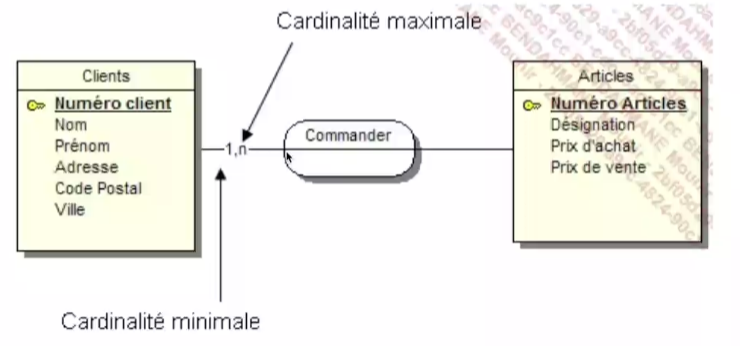 Cardinalité maximale
Clients
Numéro client
Nom
Prénom
Adresse
Code Postal
Ville
1,n
Commander
Articles
Numéro Articles
Désignation
Prix d'achat
Prix de vente
Cardinalité minimale